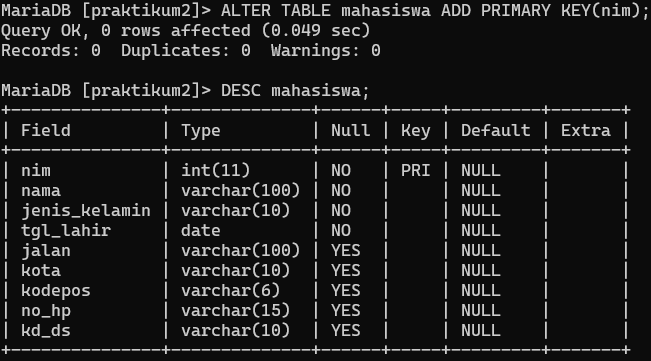 MariaDB [praktikum2]> ALTER TABLE mahasiswa ADD PRIMARY KEY(nim);
Query OK, 0 rows affected (0.049 sec)
Records: 0  Duplicates: 0  Warnings: 0

MariaDB [praktikum2]> DESC mahasiswa;
+---------------+--------------+------+-----+---------+-------+
| Field         | Type         | Null | Key | Default | Extra |
+---------------+--------------+------+-----+---------+-------+
| nim           | int(11)      | NO   | PRI | NULL    |       |
| nama          | varchar(100) | NO   |     | NULL    |       |
| jenis_kelamin | varchar(10)  | NO   |     | NULL    |       |
| tgl_lahir     | date         | NO   |     | NULL    |       |
| jalan         | varchar(100) | YES  |     | NULL    |       |
| kota          | varchar(10)  | YES  |     | NULL    |       |
| kodepos       | varchar(6)   | YES  |     | NULL    |       |
| no_hp         | varchar(15)  | YES  |     | NULL    |       |
| kd_ds         | varchar(10)  | YES  |     | NULL    |       |
+---------------+--------------+------+-----+---------+-------+